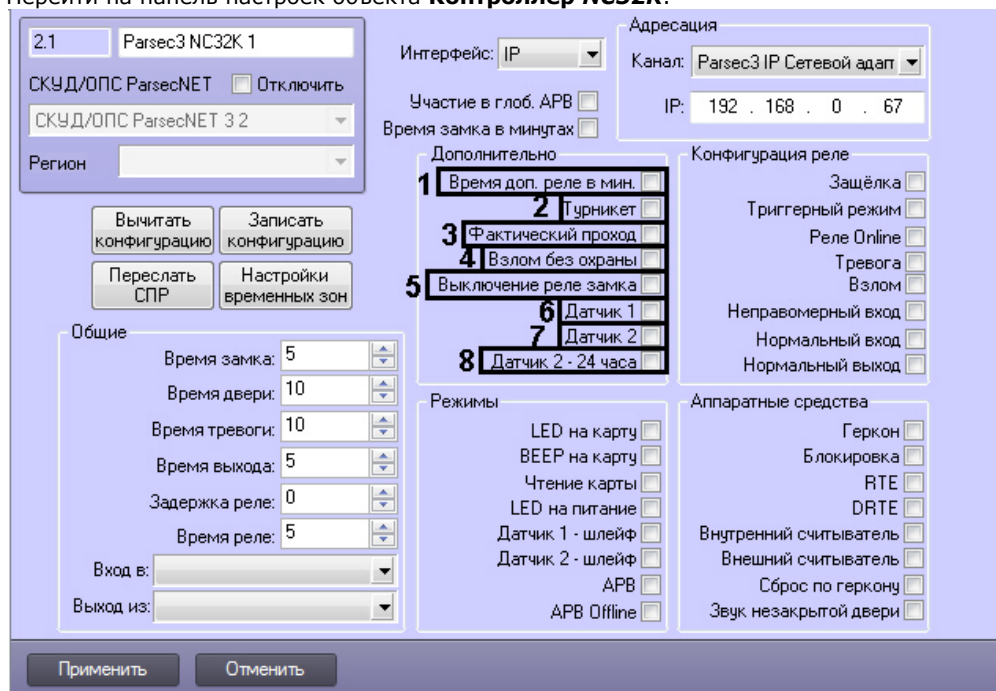 Перейти на панель настроек объекта Контроллер NC32K.
2.1
Parsec3 NC32K 1
СКУД/ОПС ParsecNET
Отключить
СКУД/ОПС ParsecNET 3 2
Регион
Интерфейс: IP
Участие в глоб. APB
Время замка в минутах
Адресация
Канал: Parsec3 IP Сетевой адап
IP: 192 . 168 . 0 . 67
Вычитать конфигурацию
Записать конфигурацию
Переслать СПР
Настройки временных зон
Общие
Время замка: 5
Время двери: 10
Время тревоги: 10
Время выхода: 5
Задержка реле: 0
Время реле: 5
Вход в:
Выход из:
Дополнительно
1 Время доп. реле в мин.
2 Турникет
3 Фактический проход
4 Взлом без охраны
5 Выключение реле замка
6 Датчик 1
7 Датчик 2
8 Датчик 2 - 24 часа
Режимы
LED на карту
BEEP на карту
Чтение карты
LED на питание
Датчик 1 - шлейф
Датчик 2 - шлейф
APB
APB Offline
Конфигурация реле
Защёлка
Триггерный режим
Реле Online
Тревога
Взлом
Неправомерный вход
Нормальный вход
Нормальный выход
Аппаратные средства
Геркон
Блокировка
RTE
DRTE
Внутренний считыватель
Внешний считыватель
Сброс по геркону
Звук незакрытой двери
Применить
Отменить